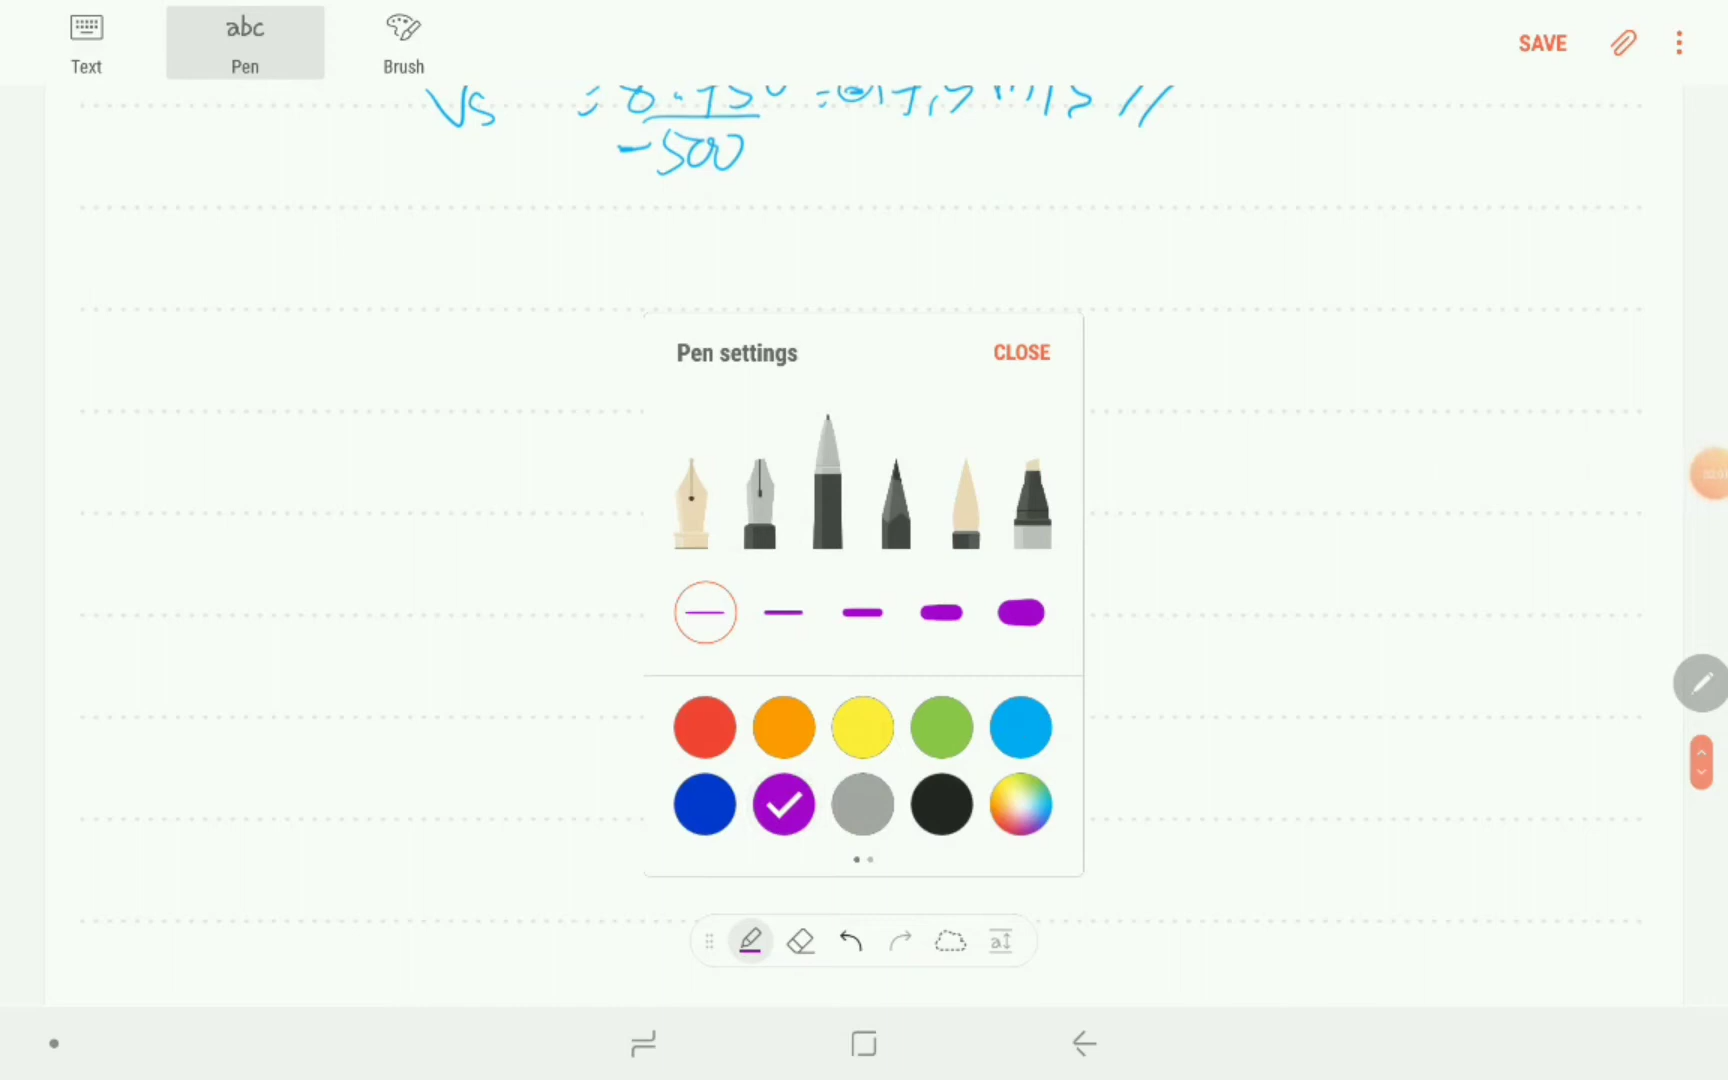 abc
SAVE
Text
Pen
Brush
Vs
-500
Pen settings
CLOSE
a